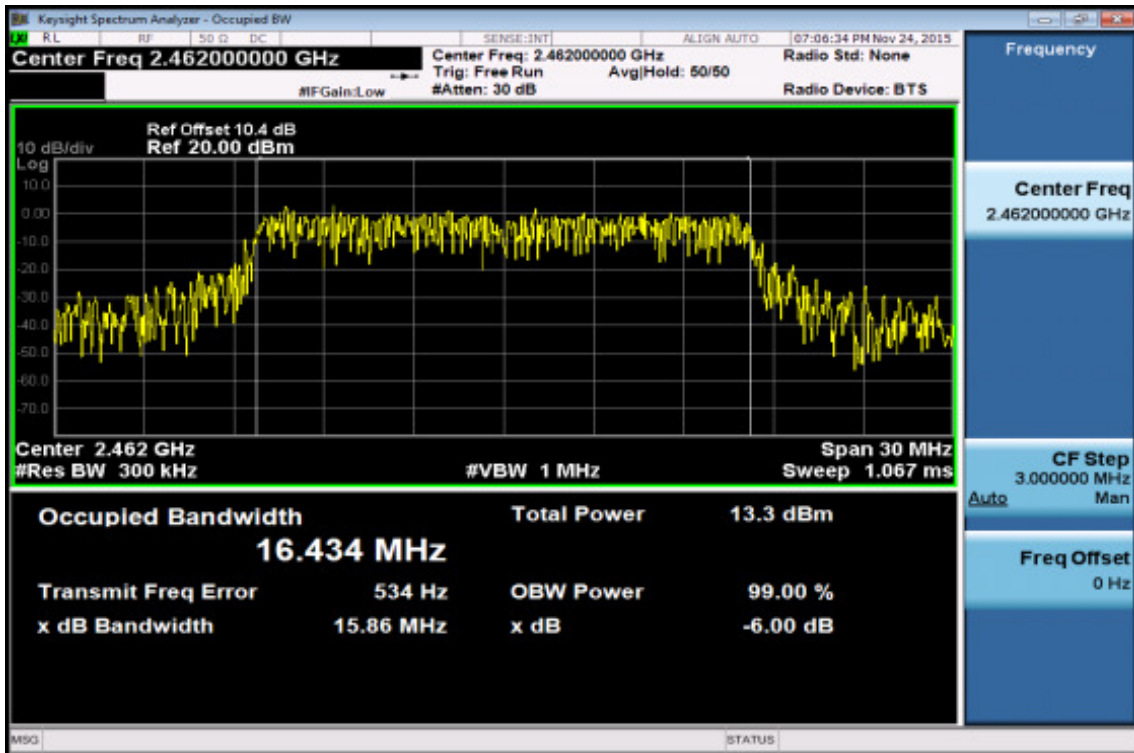 Keysight Spectrum Analyzer - Occupied BW
LXI RL RF 50 Ω DC SENSE:INT ALIGN AUTO 07:06:34 PM Nov 24, 2015
Center Freq 2.462000000 GHz
Center Freq: 2.462000000 GHz
Radio Std: None
Trig: Free Run Avg|Hold: 50/50
#IFGain:Low
#Atten: 30 dB
Radio Device: BTS
Frequency
Ref Offset 10.4 dB
10 dB/div Ref 20.00 dBm
Log
10.0
0.00
-10.0
-20.0
-30.0
-40.0
-50.0
-60.0
-70.0
Center 2.462 GHz Span 30 MHz
#Res BW 300 kHz #VBW 1 MHz Sweep 1.067 ms
Occupied Bandwidth Total Power 13.3 dBm
16.434 MHz
Transmit Freq Error 534 Hz OBW Power 99.00 %
x dB Bandwidth 15.86 MHz x dB -6.00 dB
Center Freq
2.462000000 GHz
CF Step
3.000000 MHz
Auto Man
Freq Offset
0 Hz
MSG STATUS